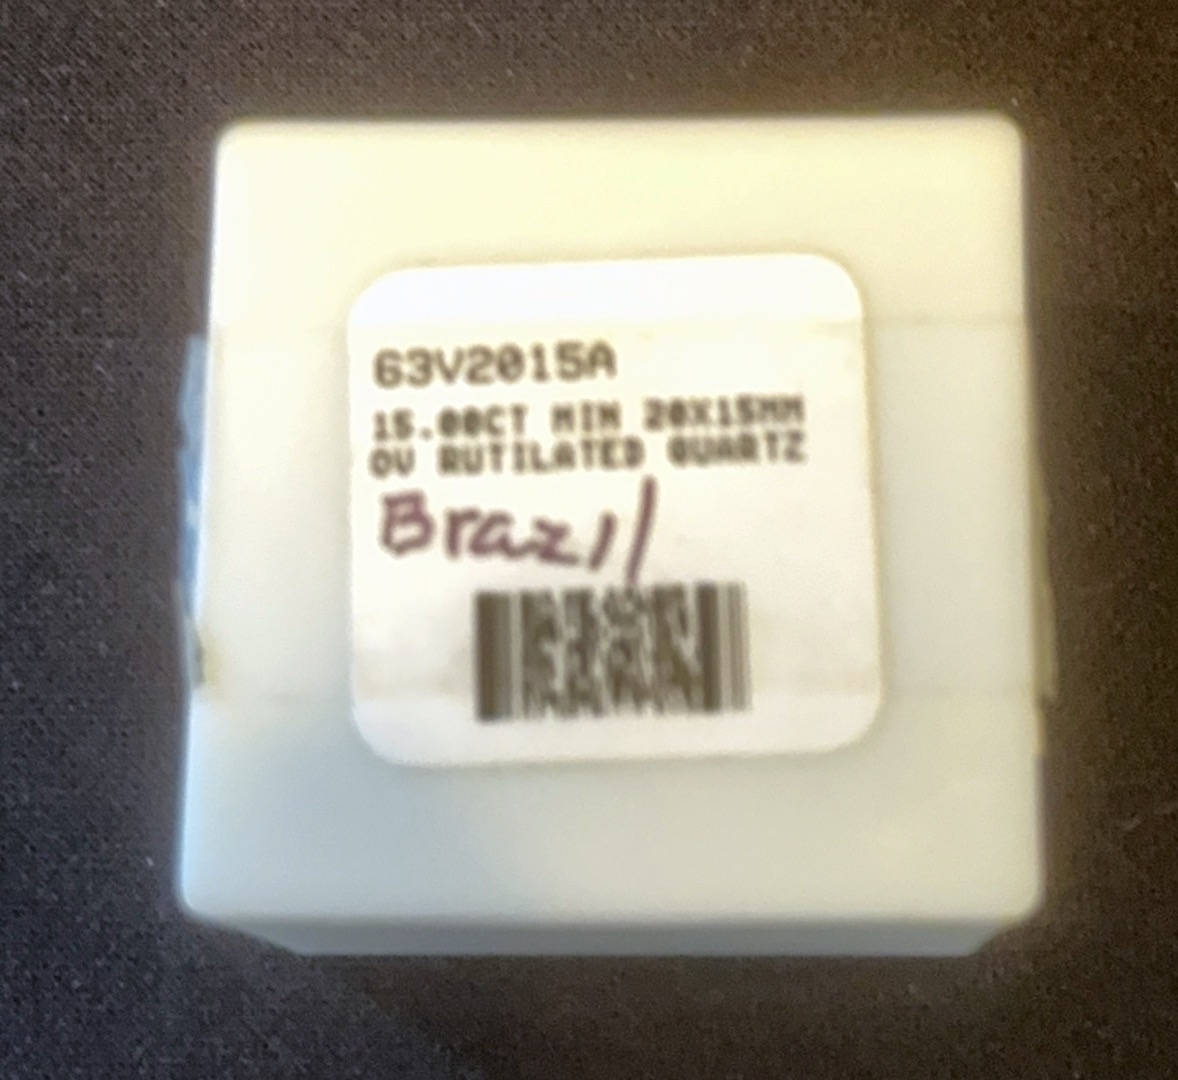 63V2015A
15.00CT MIN 20X15MM
OV RUTILATED QUARTZ
Brazil